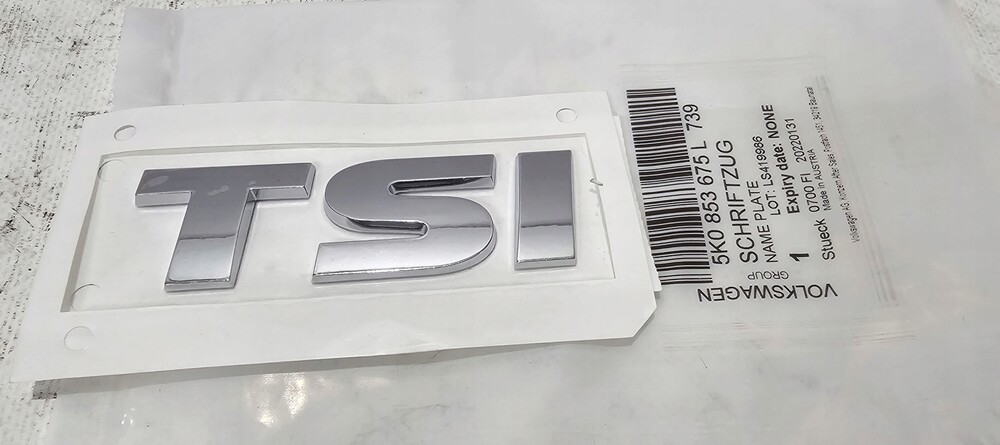 TSI
5K0 853 675 L 739
SCHRIFTZUG
NAME PLATE
LOT: LS419986
Expiry date: NONE
1
Stueck 0700 FI 20220131
Made in AUSTRIA
VOLKSWAGEN
GROUP